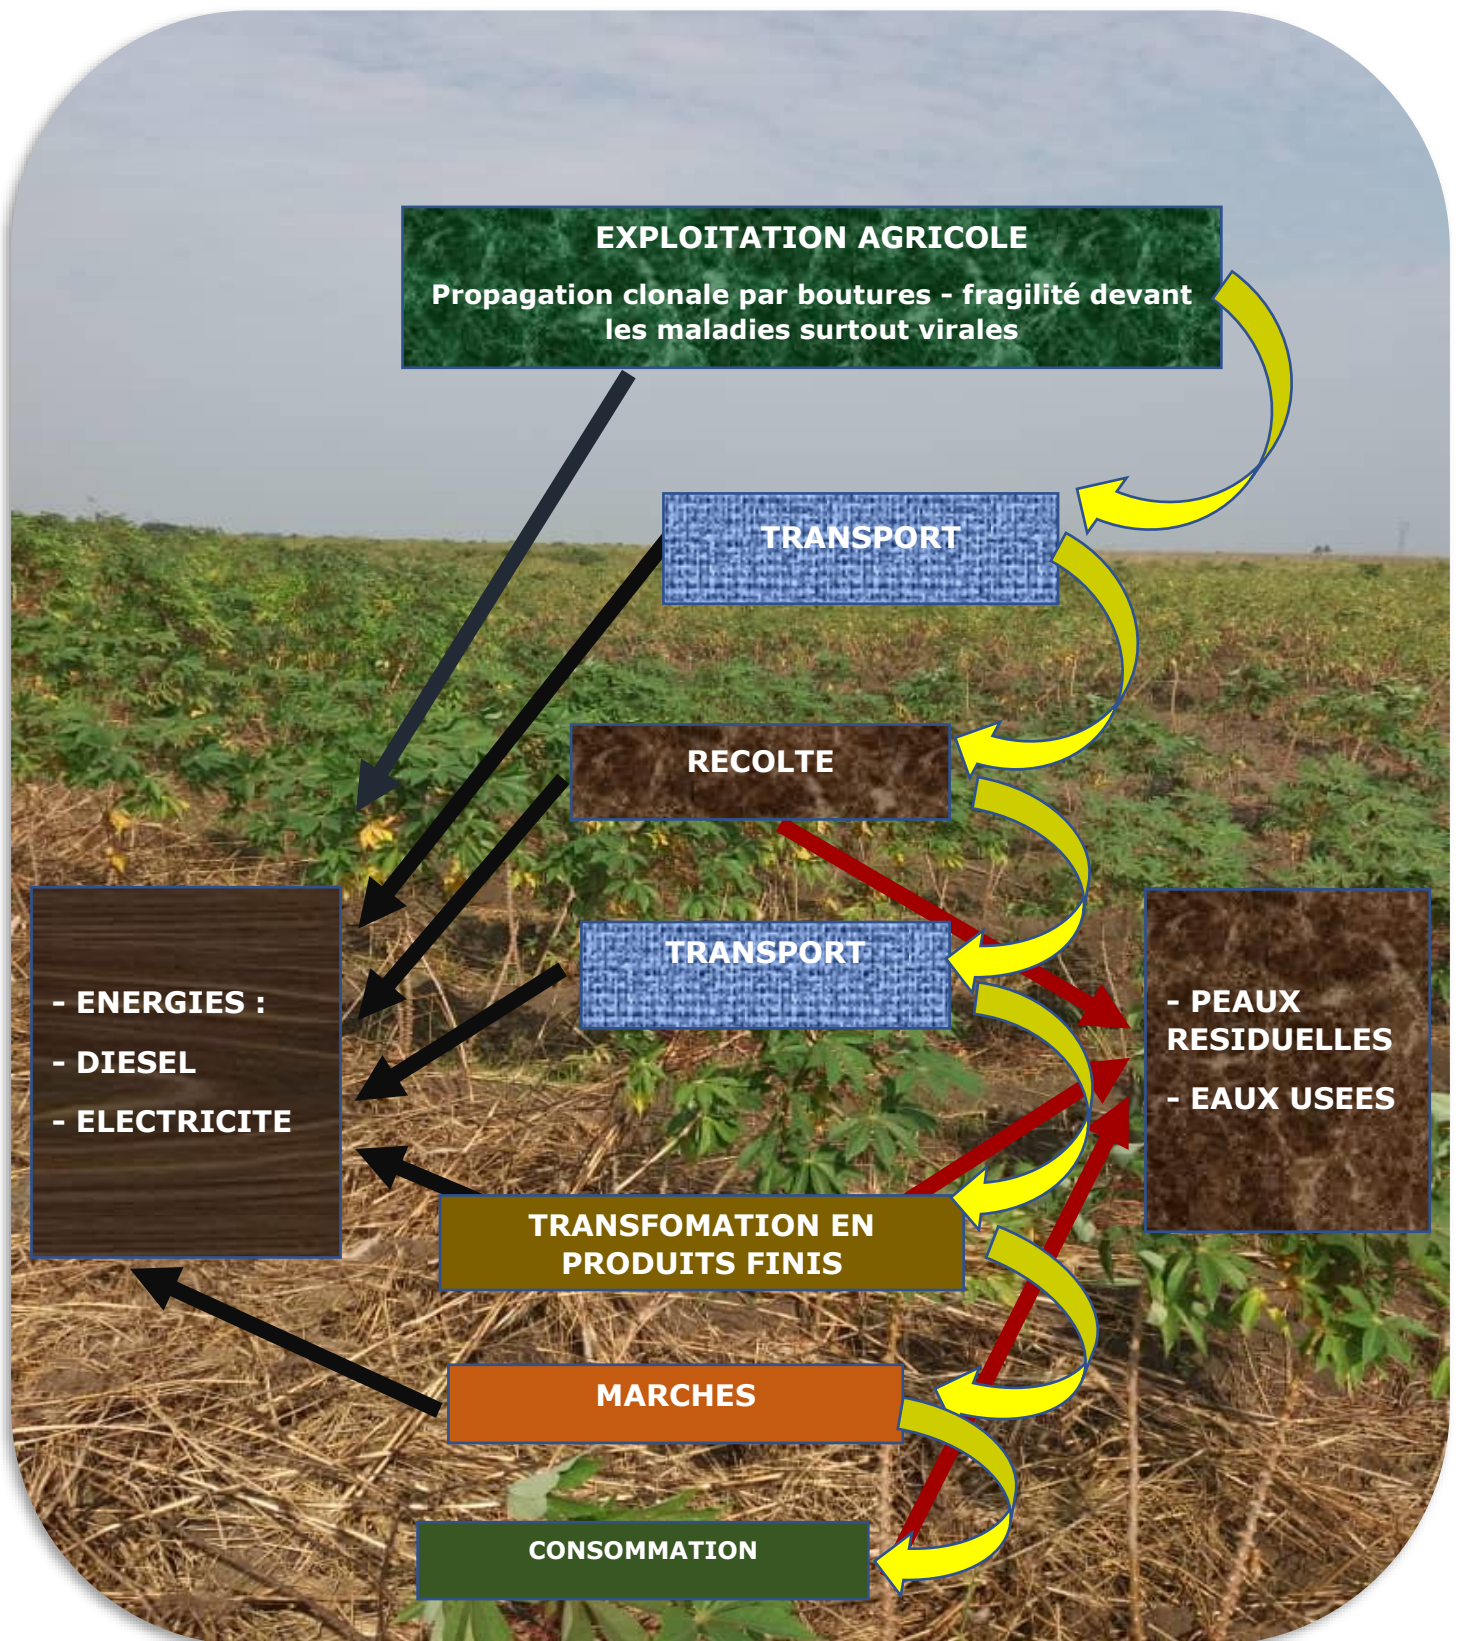 EXPLOITATION AGRICOLE
Propagation clonale par boutures - fragilité devant
les maladies surtout virales
TRANSPORT
RECOLTE
TRANSPORT
- ENERGIES :
- DIESEL
- ELECTRICITE
- PEAUX
RESIDUELLES
- EAUX USEES
TRANSFOMATION EN
PRODUITS FINIS
MARCHES
CONSOMMATION